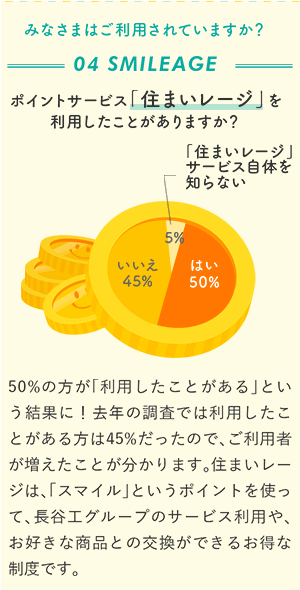 みなさまはご利用されていますか？
04 SMILEAGE
ポイントサービス「住まいレージ」を
利用したことがありますか？
「住まいレージ」
サービス自体を
知らない
5%
いいえ
45%
はい
50%
50%の方が「利用したことがある」とい
う結果に！去年の調査では利用したこ
とがある方は45%だったので、ご利用者
が増えたことが分かります。住まいレー
ジは、「スマイル」というポイントを使っ
て、長谷工グループのサービス利用や、
お好きな商品との交換ができるお得な
制度です。